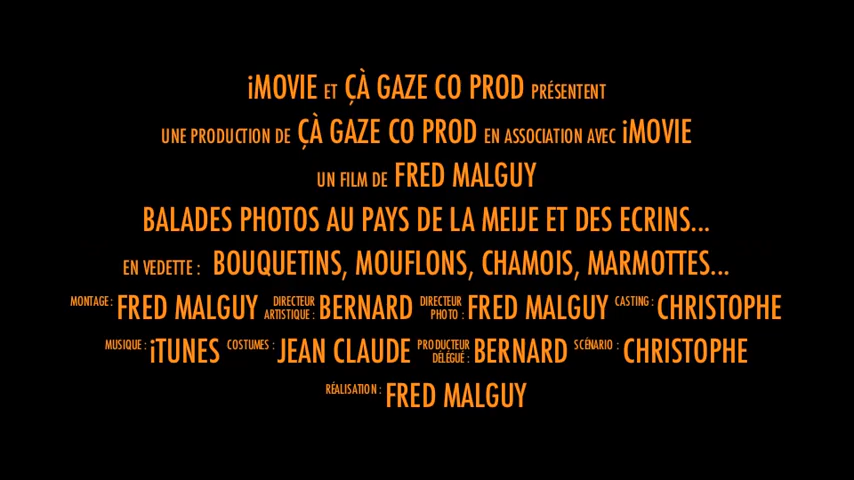 iMOVIE ET ÇÀ GAZE CO PROD PRÉSENTENT
UNE PRODUCTION DE ÇÀ GAZE CO PROD EN ASSOCIATION AVEC iMOVIE
UN FILM DE FRED MALGUY
BALADES PHOTOS AU PAYS DE LA MEIJE ET DES ECRINS...
EN VEDETTE : BOUQUETINS, MOUFLONS, CHAMOIS, MARMOTTES...
MONTAGE : FRED MALGUY DIRECTEUR ARTISTIQUE : BERNARD DIRECTEUR PHOTO : FRED MALGUY CASTING : CHRISTOPHE
MUSIQUE : iTUNES COSTUMES : JEAN CLAUDE PRODUCTEUR DÉLÉGUÉ : BERNARD SCÉNARIO : CHRISTOPHE
RÉALISATION : FRED MALGUY